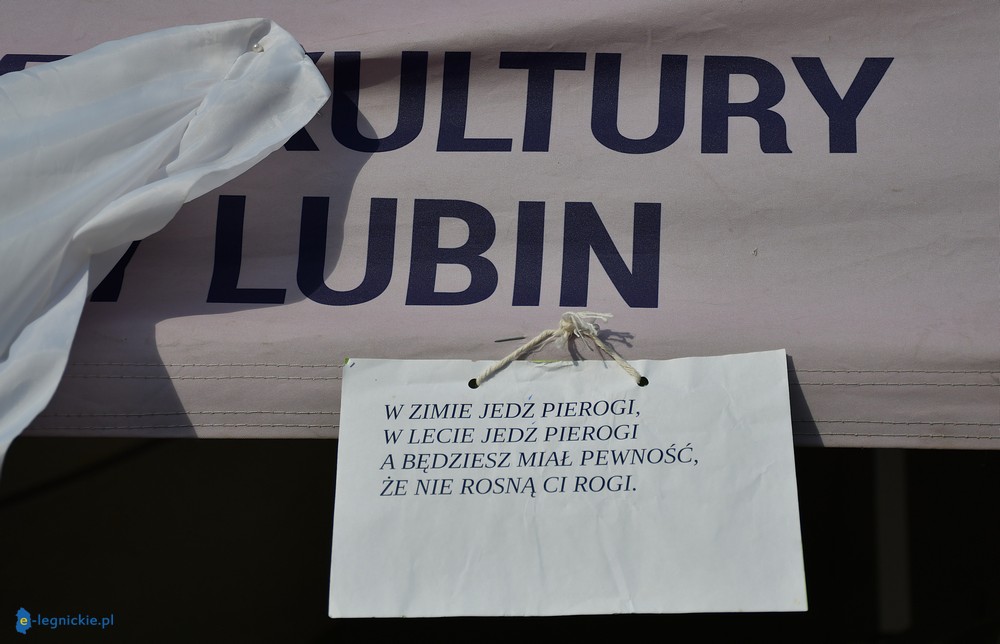 KULTURY
LUBIN
W ZIMIE JEDŹ PIEROGI,
W LECIE JEDŹ PIEROGI
A BĘDZIESZ MIAŁ PEWNOŚĆ,
ŻE NIE ROSNĄ CI ROGI.
e-legnickie.pl